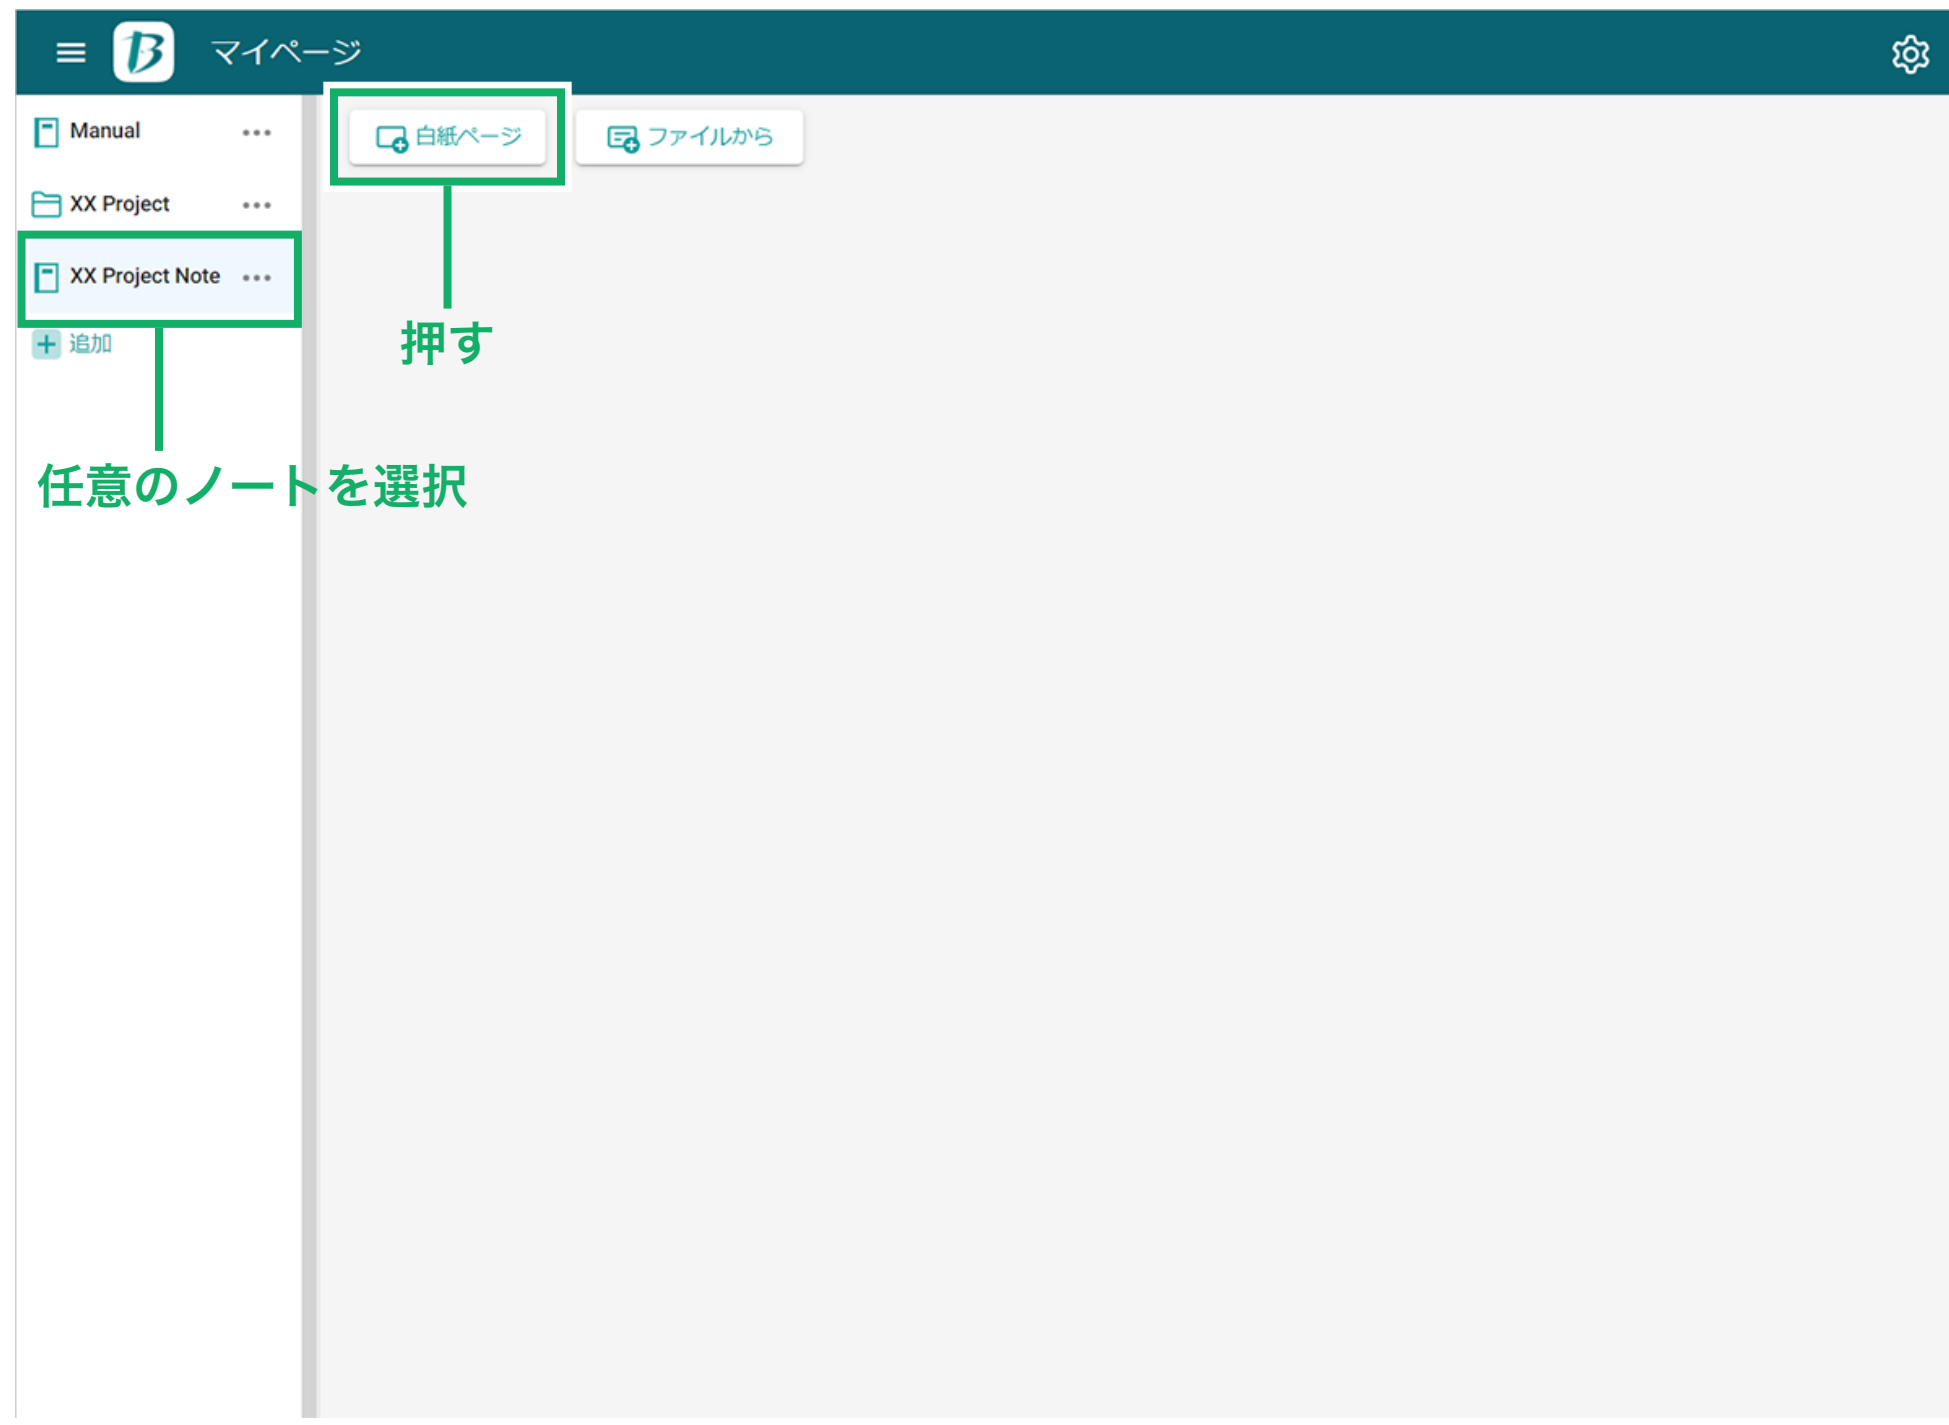 B マイページ
Manual
白紙ページ
ファイルから
XX Project
XX Project Note
追加
押す
任意のノートを選択